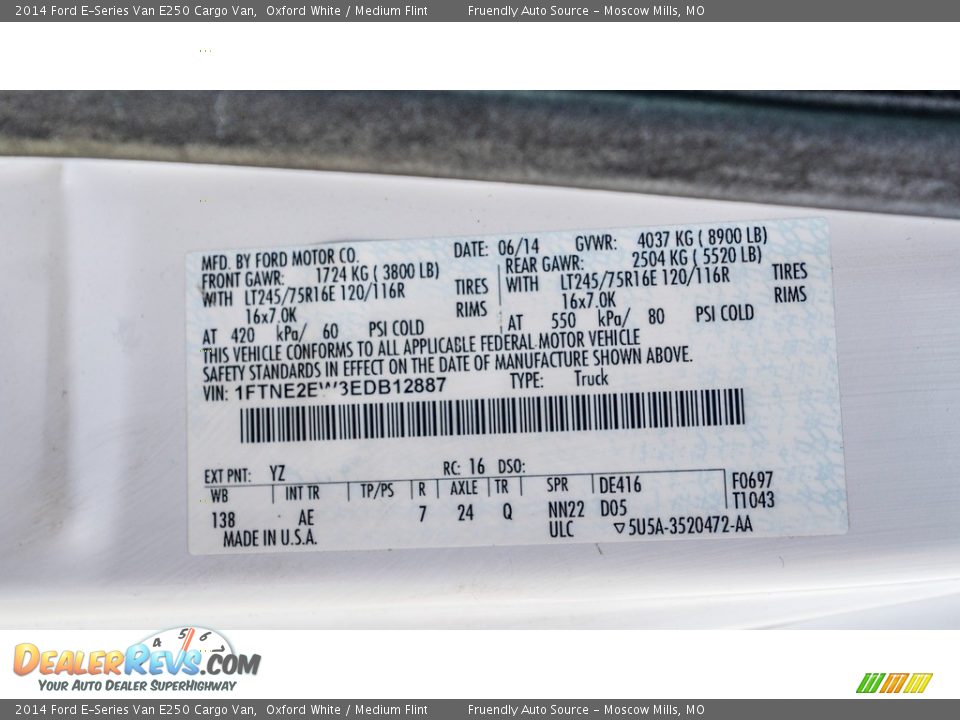 2014 Ford E-Series Van E250 Cargo Van, Oxford White / Medium Flint Fruendly Auto Source - Moscow Mills, MO
MFD. BY FORD MOTOR CO. DATE: 06/14 GVWR: 4037 KG ( 8900 LB)
FRONT GAWR: 1724 KG ( 3800 LB) REAR GAWR: 2504 KG ( 5520 LB)
WITH LT245/75R16E 120/116R TIRES WITH LT245/75R16E 120/116R TIRES
16x7.0K RIMS 16x7.0K RIMS
AT 420 kPa/ 60 PSI COLD AT 550 kPa/ 80 PSI COLD
THIS VEHICLE CONFORMS TO ALL APPLICABLE FEDERAL MOTOR VEHICLE
SAFETY STANDARDS IN EFFECT ON THE DATE OF MANUFACTURE SHOWN ABOVE.
VIN: 1FTNE2EW3EDB12887 TYPE: Truck
EXT PNT: YZ RC: 16 DSO:
WB INT TR TP/PS R AXLE TR SPR DE416 F0697
138 AE 7 24 Q NN22 D05 T1043
MADE IN U.S.A. ULC ▽5U5A-3520472-AA
4 5 6
DEALERREVS.COM
YOUR AUTO DEALER SUPERHIGHWAY
2014 Ford E-Series Van E250 Cargo Van, Oxford White / Medium Flint Fruendly Auto Source - Moscow Mills, MO